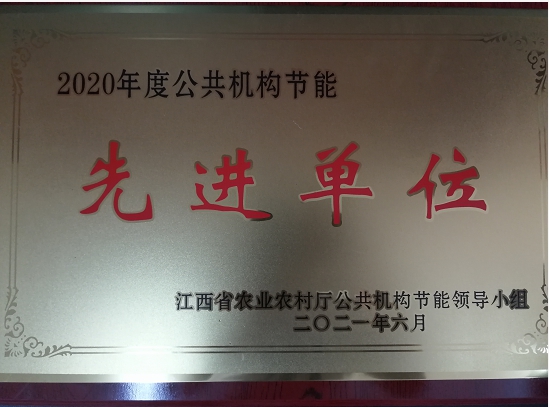 2020年度公共机构节能
先进单位
江西省农业农村厅公共机构节能领导小组
二〇二一年六月